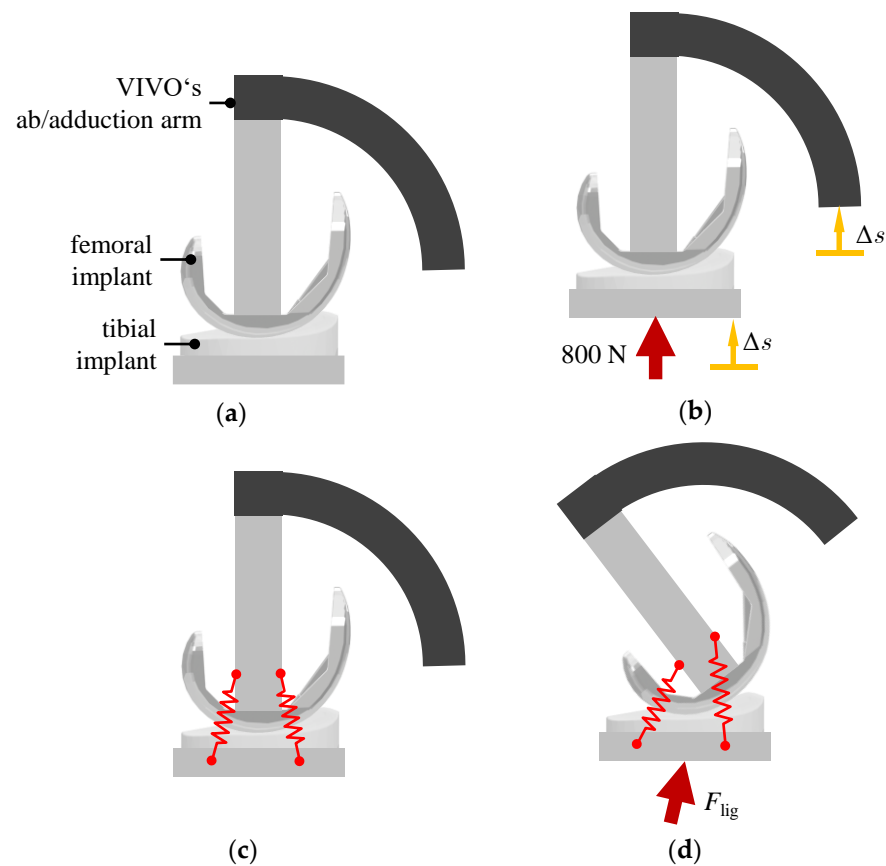 VIVO‘s
ab/adduction arm
femoral
implant
tibial
implant
(a)
Δs
800 N
Δs
(b)
(c)
F_lig
(d)